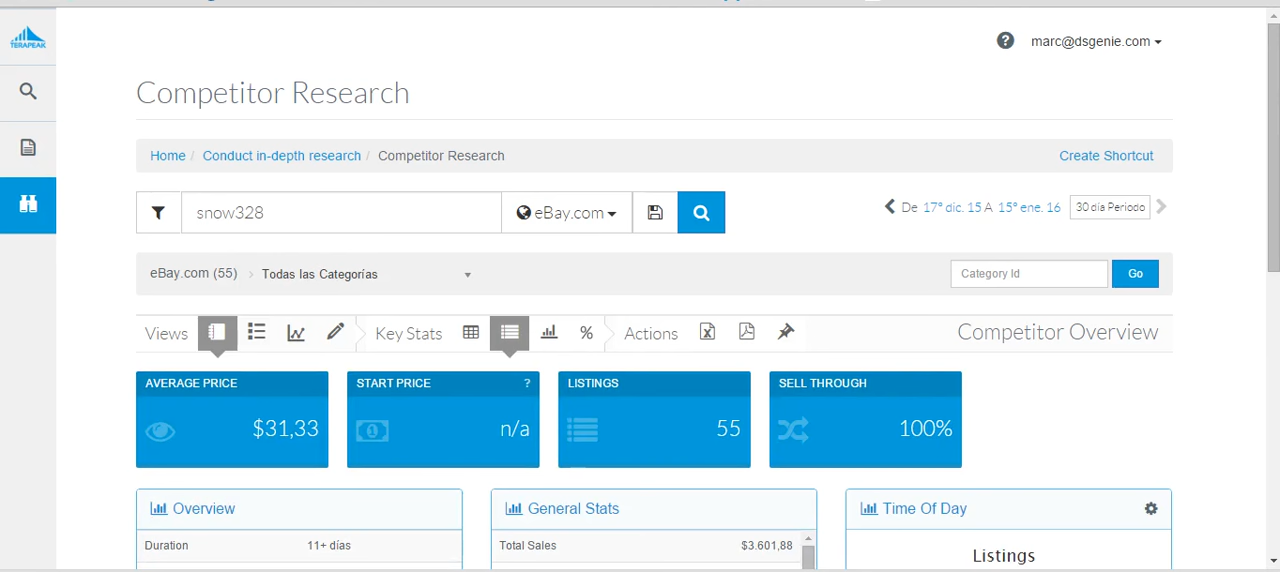 TERAPEAK
marc@dsgenie.com
Competitor Research
Home / Conduct in-depth research / Competitor Research
Create Shortcut
snow328
eBay.com
De 17º dic. 15 A 15º ene. 16
30 día Periodo
eBay.com (55)
Todas las Categorías
Category Id
Go
Views
Key Stats
%
Actions
Competitor Overview
AVERAGE PRICE
$31,33
START PRICE ?
n/a
LISTINGS
55
SELL THROUGH
100%
Overview
Duration 11+ días
General Stats
Total Sales $3.601,88
Time Of Day
Listings